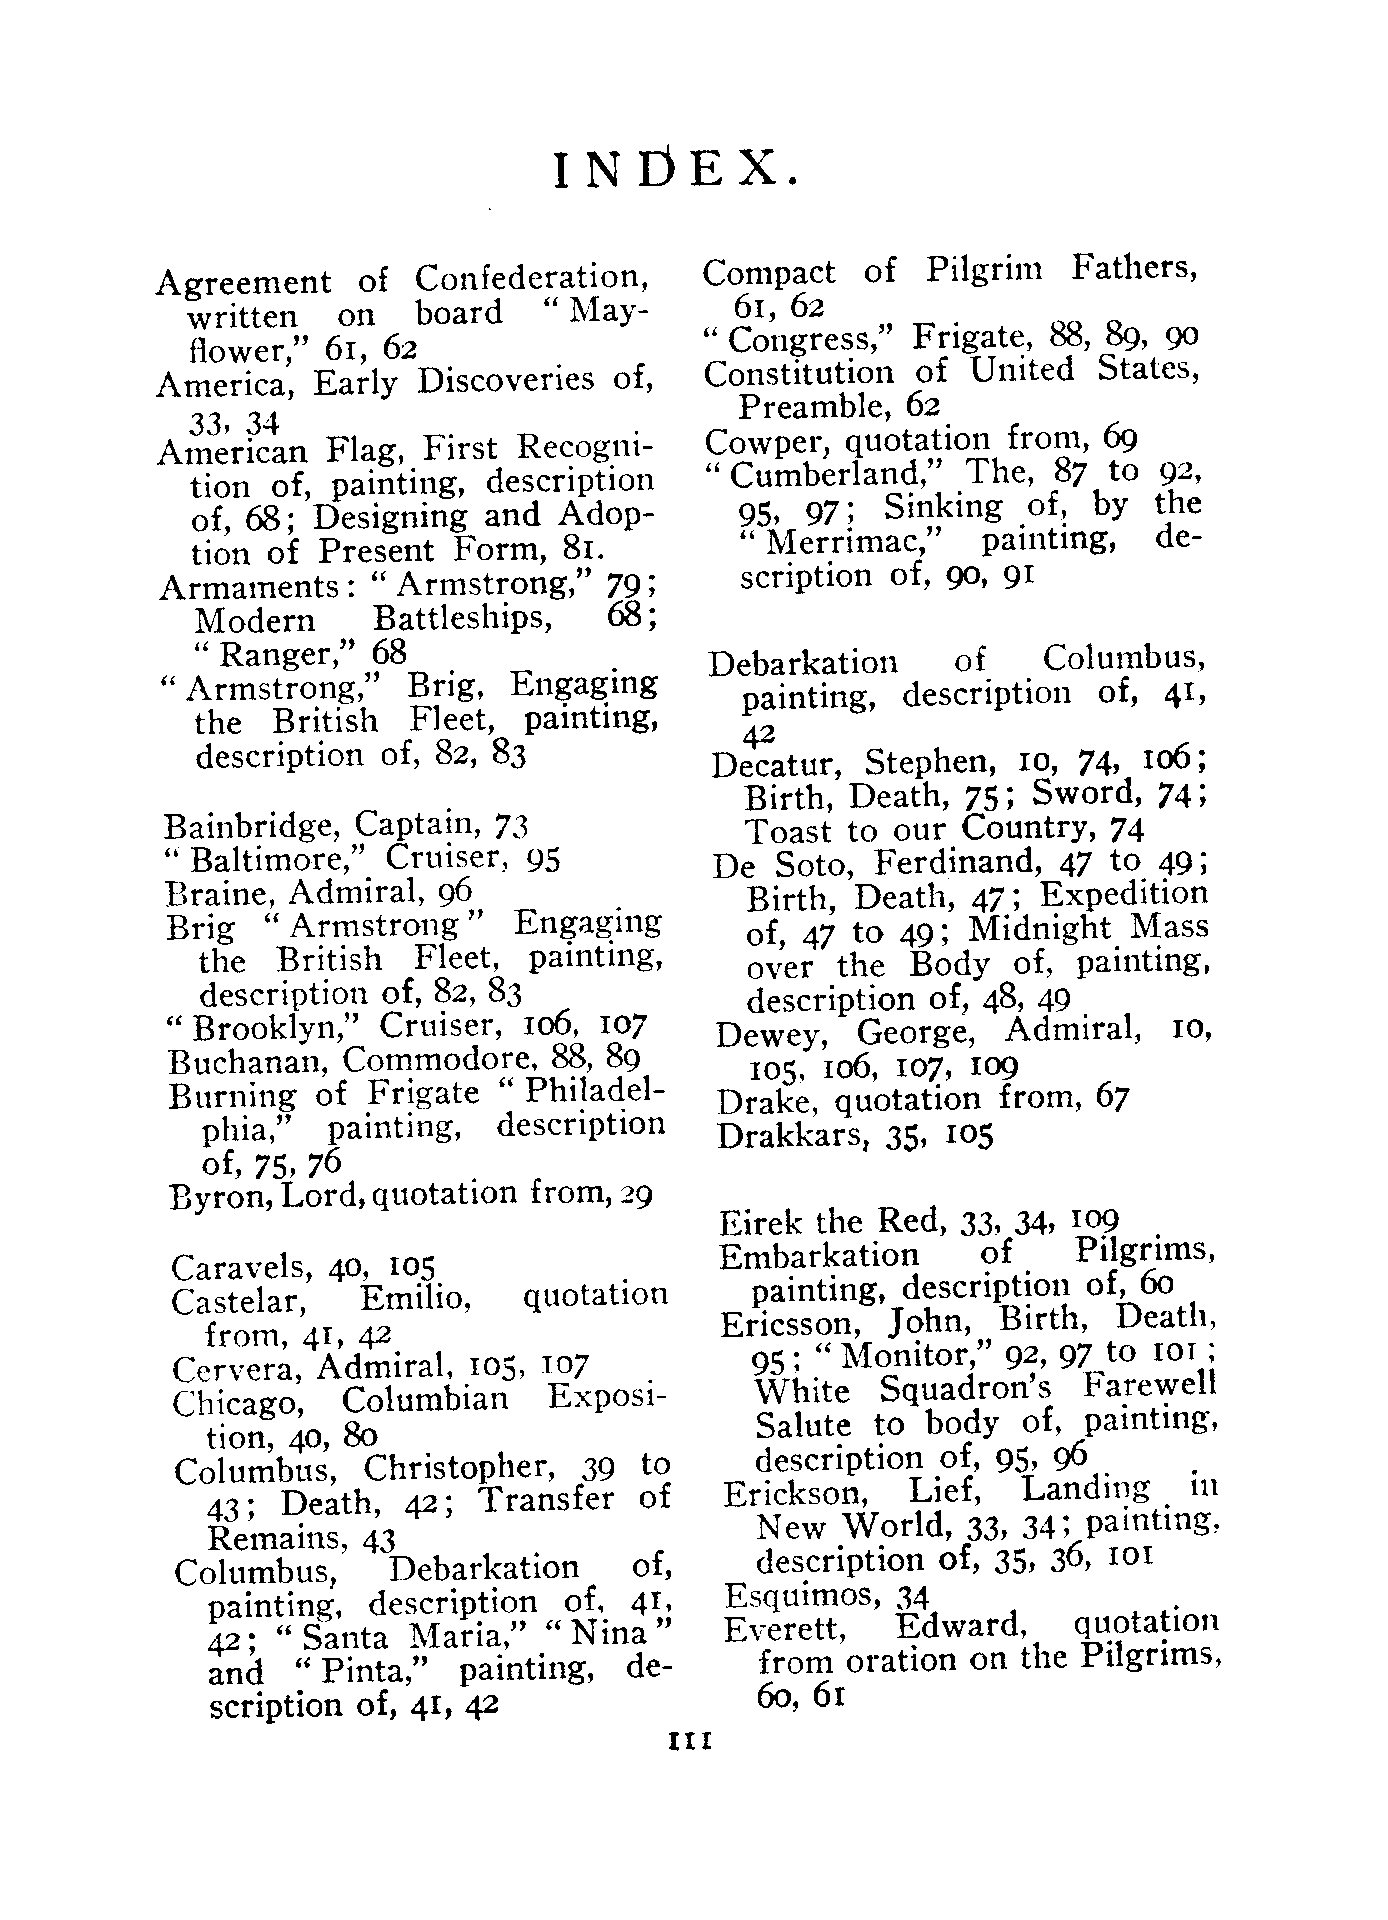 INDEX.
Agreement of Confederation,
written on board “ May-
flower,” 61, 62
America, Early Discoveries of,
33, 34
American Flag, First Recogni-
tion of, painting, description
of, 68; Designing and Adop-
tion of Present Form, 81.
Armaments: “ Armstrong,” 79;
Modern Battleships, 68;
“ Ranger,” 68
“ Armstrong,” Brig, Engaging
the British Fleet, painting,
description of, 82, 83
Bainbridge, Captain, 73
“ Baltimore,” Cruiser, 95
Braine, Admiral, 96
Brig “ Armstrong ” Engaging
the British Fleet, painting,
description of, 82, 83
“ Brooklyn,” Cruiser, 106, 107
Buchanan, Commodore, 88, 89
Burning of Frigate “ Philadel-
phia,” painting, description
of, 75, 76
Byron, Lord, quotation from, 29
Caravels, 40, 105
Castelar, Emilio, quotation
from, 41, 42
Cervera, Admiral, 105, 107
Chicago, Columbian Exposi-
tion, 40, 80
Columbus, Christopher, 39 to
43; Death, 42; Transfer of
Remains, 43
Columbus, Debarkation of,
painting, description of, 41,
42; “ Santa Maria,” “ Nina ”
and “ Pinta,” painting, de-
scription of, 41, 42
Compact of Pilgrim Fathers,
61, 62
“ Congress,” Frigate, 88, 89, 90
Constitution of United States,
Preamble, 62
Cowper, quotation from, 69
“ Cumberland,” The, 87 to 92,
95, 97; Sinking of, by the
“ Merrimac,” painting, de-
scription of, 90, 91
Debarkation of Columbus,
painting, description of, 41,
42
Decatur, Stephen, 10, 74, 106;
Birth, Death, 75; Sword, 74;
Toast to our Country, 74
De Soto, Ferdinand, 47 to 49;
Birth, Death, 47; Expedition
of, 47 to 49; Midnight Mass
over the Body of, painting,
description of, 48, 49
Dewey, George, Admiral, 10,
105, 106, 107, 109
Drake, quotation from, 67
Drakkars, 35, 105
Eirek the Red, 33, 34, 109
Embarkation of Pilgrims,
painting, description of, 60
Ericsson, John, Birth, Death,
95; “ Monitor,” 92, 97 to 101;
White Squadron’s Farewell
Salute to body of, painting,
description of, 95, 96
Erickson, Lief, Landing in
New World, 33, 34; painting,
description of, 35, 36, 101
Esquimos, 34
Everett, Edward, quotation
from oration on the Pilgrims,
60, 61
111